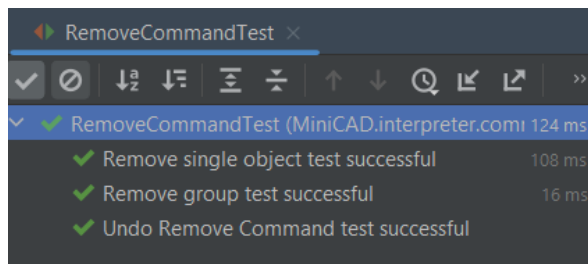 RemoveCommandTest
RemoveCommandTest (MiniCAD.interpreter.com 124 ms
Remove single object test successful 108 ms
Remove group test successful 16 ms
Undo Remove Command test successful